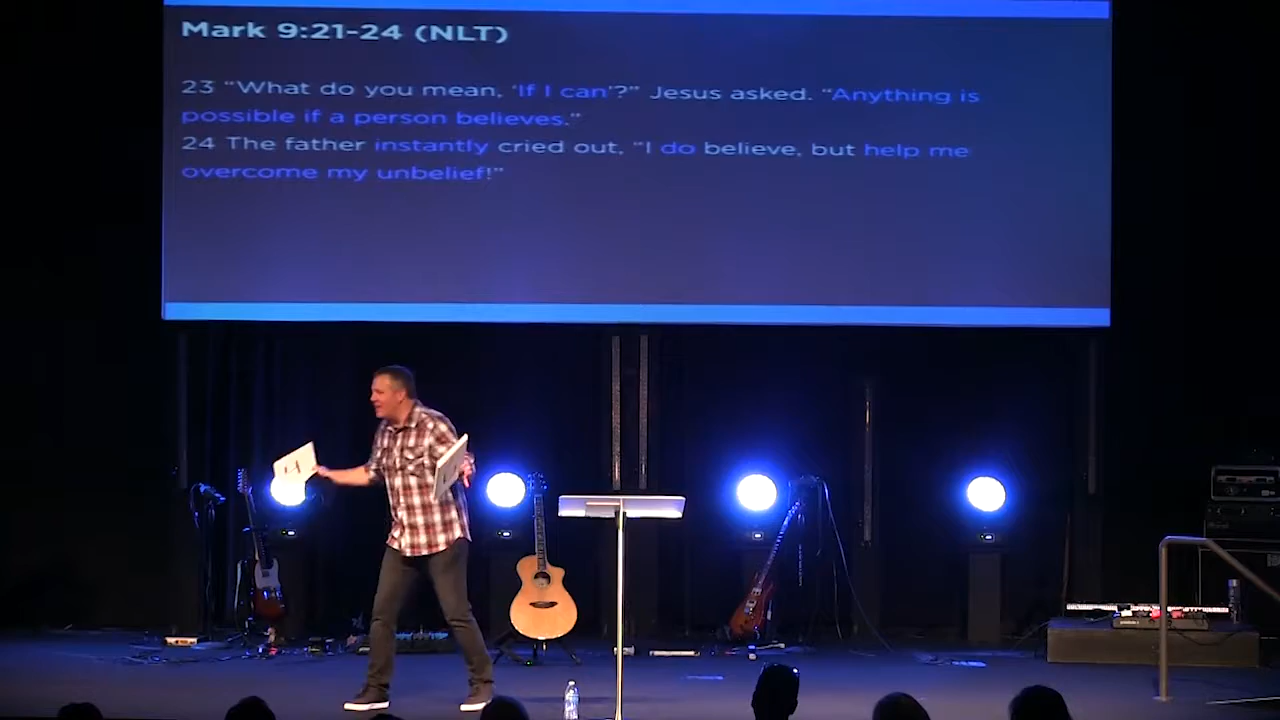 Mark 9:21-24 (NLT)
23 “What do you mean, ‘If I can’?” Jesus asked. “Anything is
possible if a person believes.”
24 The father instantly cried out, “I do believe, but help me
overcome my unbelief!”
4